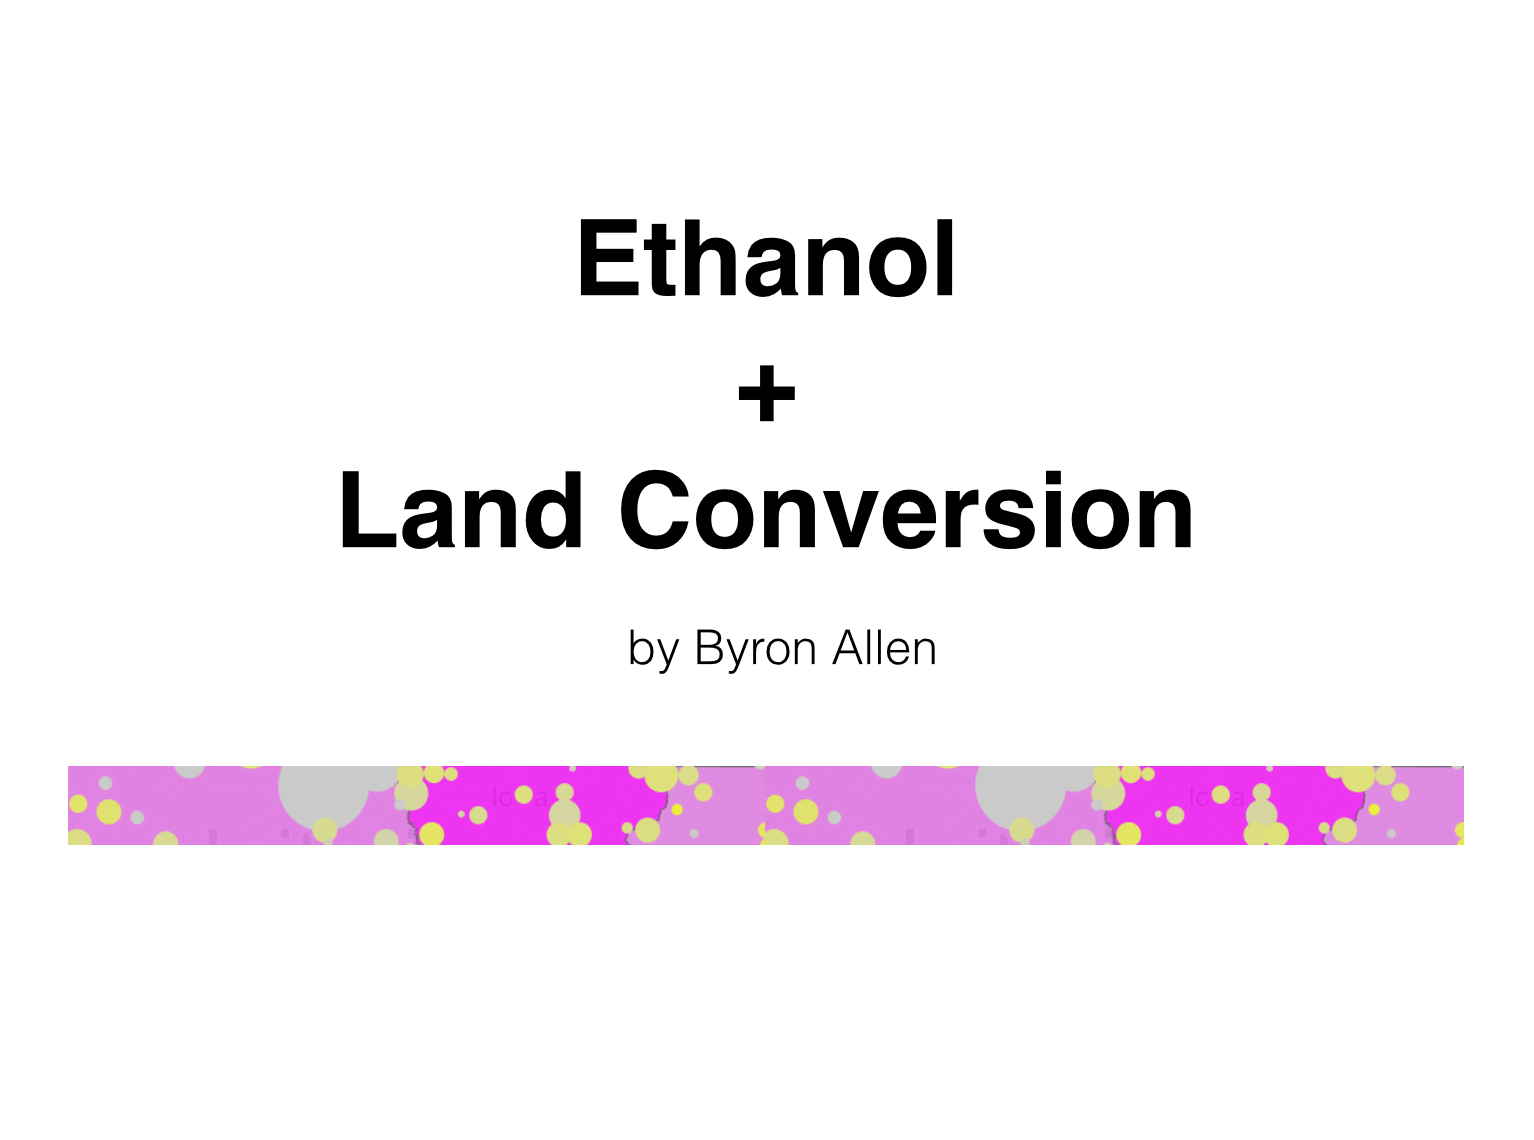 Ethanol
+
Land Conversion
by Byron Allen